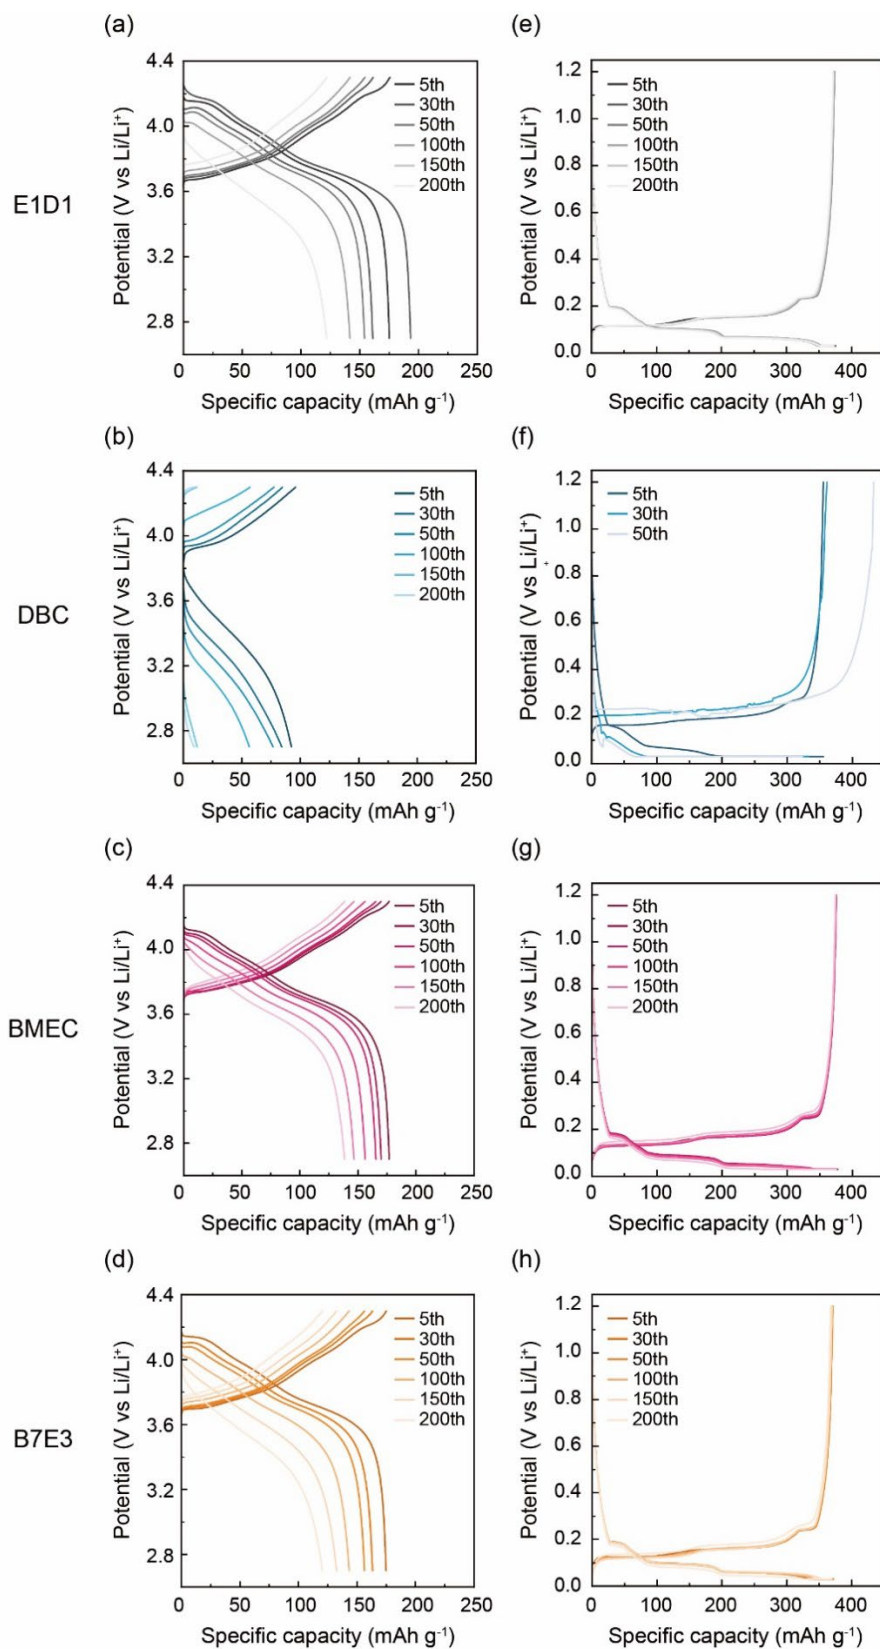 (a)
(e)
E1D1
Potential (V vs Li/Li⁺)
4.4
4.0
3.6
3.2
2.8
5th
30th
50th
100th
150th
200th
0 50 100 150 200 250
Specific capacity (mAh g⁻¹)
Potential (V vs Li/Li⁺)
1.2
1.0
0.8
0.6
0.4
0.2
0.0
5th
30th
50th
100th
150th
200th
0 100 200 300 400
Specific capacity (mAh g⁻¹)
(b)
(f)
DBC
Potential (V vs Li/Li⁺)
4.4
4.0
3.6
3.2
2.8
5th
30th
50th
100th
150th
200th
0 50 100 150 200 250
Specific capacity (mAh g⁻¹)
Potential (V vs Li/Li⁺)
1.2
1.0
0.8
0.6
0.4
0.2
0.0
5th
30th
50th
0 100 200 300 400
Specific capacity (mAh g⁻¹)
(c)
(g)
BMEC
Potential (V vs Li/Li⁺)
4.4
4.0
3.6
3.2
2.8
5th
30th
50th
100th
150th
200th
0 50 100 150 200 250
Specific capacity (mAh g⁻¹)
Potential (V vs Li/Li⁺)
1.2
1.0
0.8
0.6
0.4
0.2
0.0
5th
30th
50th
100th
150th
200th
0 100 200 300 400
Specific capacity (mAh g⁻¹)
(d)
(h)
B7E3
Potential (V vs Li/Li⁺)
4.4
4.0
3.6
3.2
2.8
5th
30th
50th
100th
150th
200th
0 50 100 150 200 250
Specific capacity (mAh g⁻¹)
Potential (V vs Li/Li⁺)
1.2
1.0
0.8
0.6
0.4
0.2
0.0
5th
30th
50th
100th
150th
200th
0 100 200 300 400
Specific capacity (mAh g⁻¹)